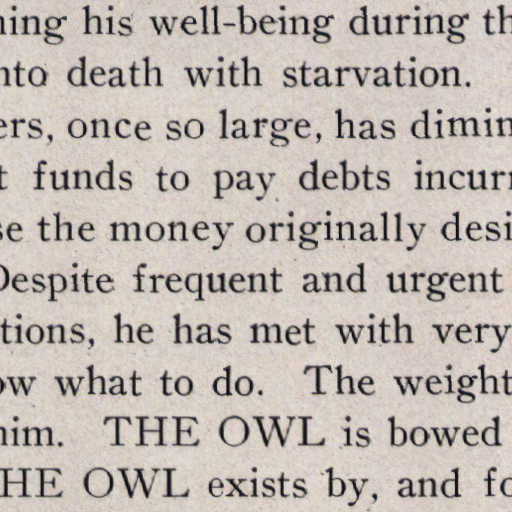 ning his well-being during th
nto death with starvation.
ers, once so large, has dimin
t funds to pay debts incurr
se the money originally desi
Despite frequent and urgent
tions, he has met with very
ow what to do. The weight
him. THE OWL is bowed
HE OWL exists by, and fo